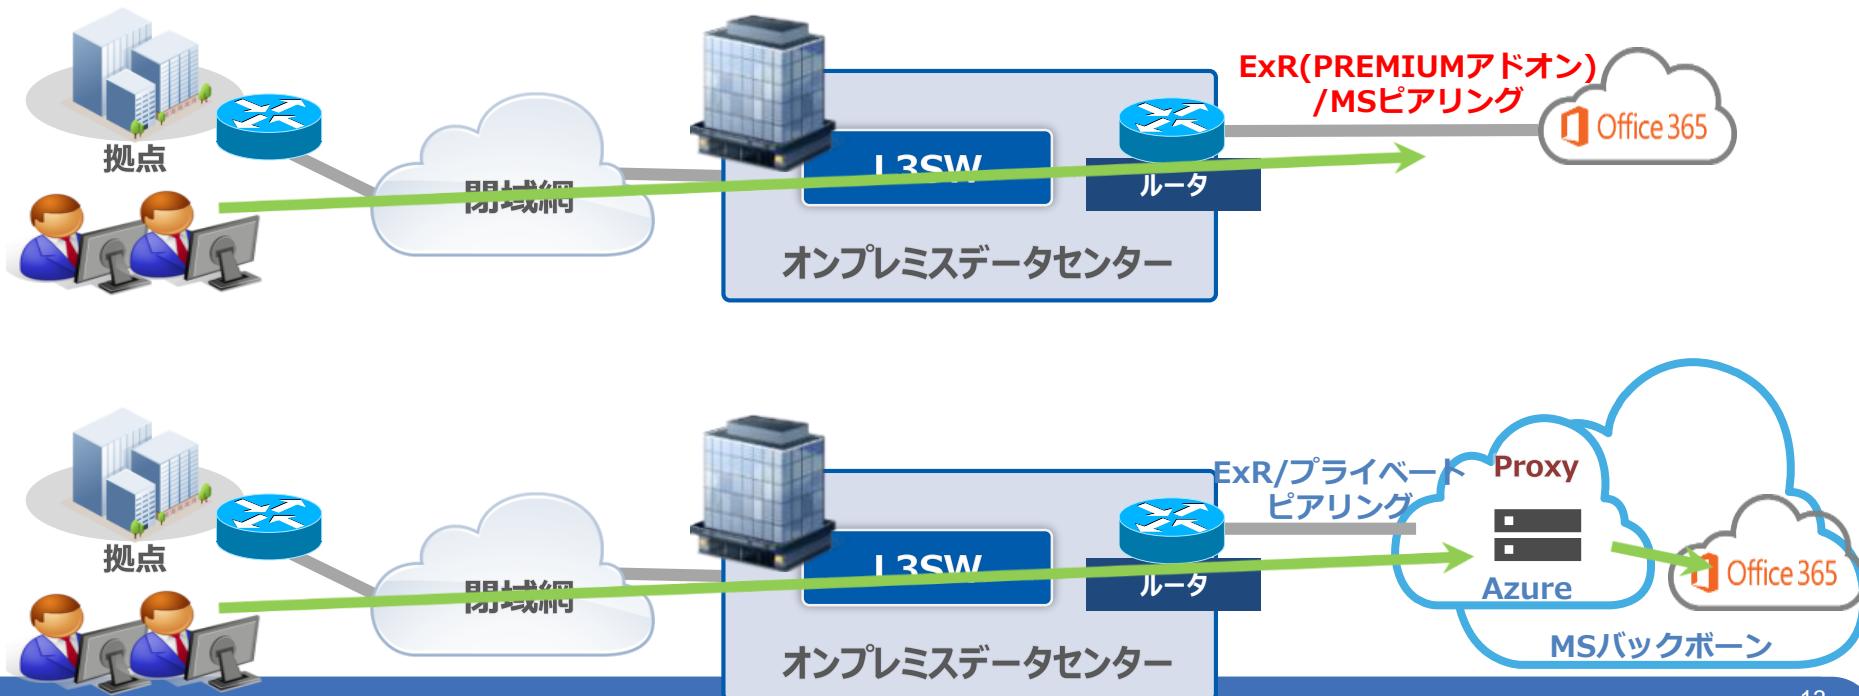 ExR(PREMIUMアドオン)
/MSピアリング
Office 365
拠点
閉域網
L3SW
ルータ
オンプレミスデータセンター
ExR/プライベート
ピアリング
Proxy
拠点
閉域網
L3SW
ルータ
Azure
Office 365
MSバックボーン
オンプレミスデータセンター